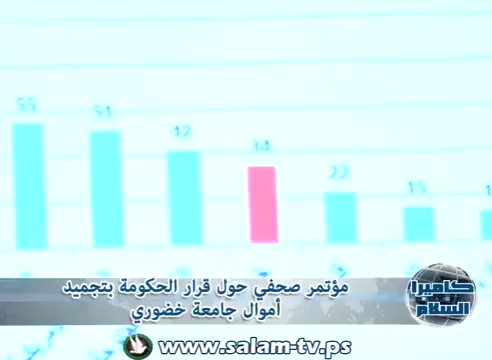 55
51
42
34
22
15
مؤتمر صحفي حول قرار الحكومة بتجميد
أموال جامعة خضوري
كاميرا
السلام
www.salam-tv.ps